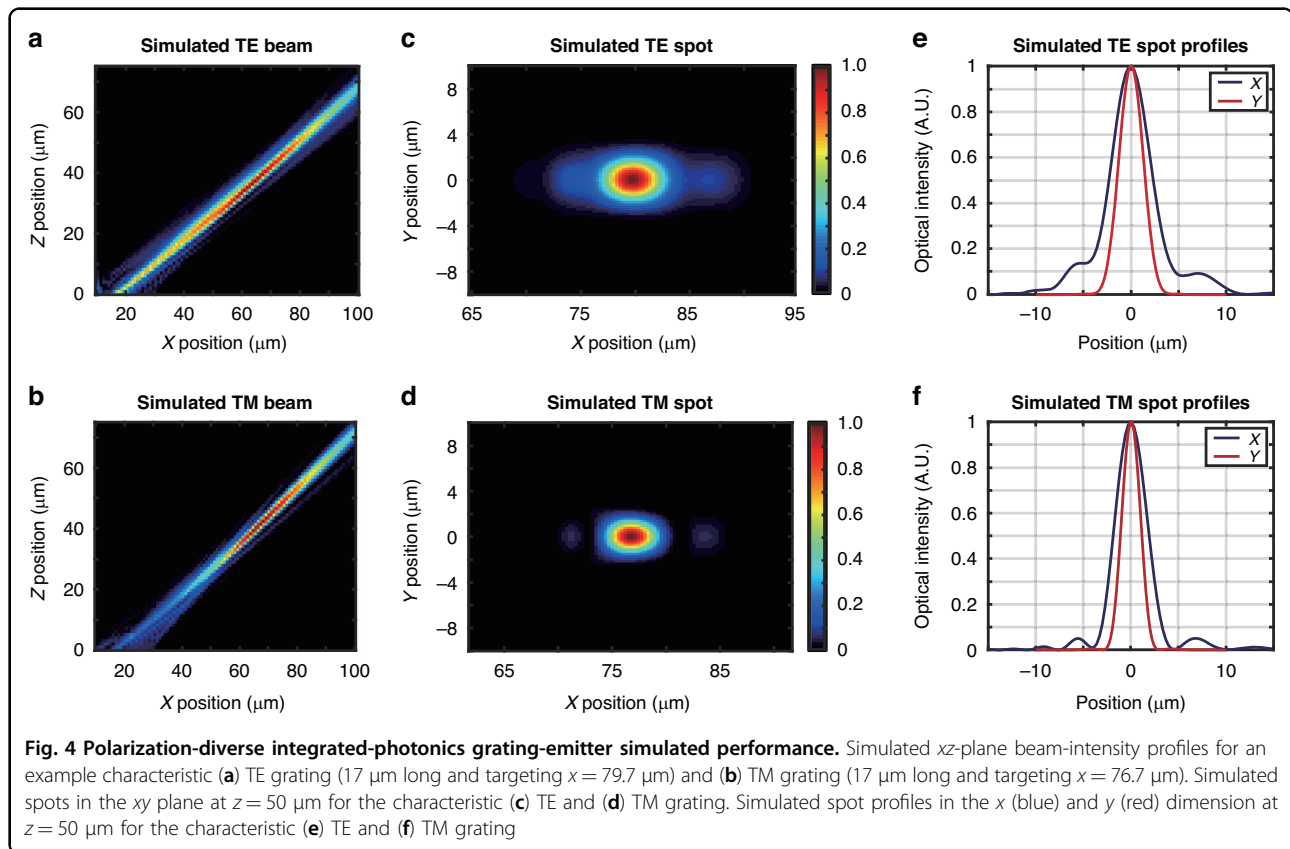 a
Simulated TE beam
Z position (μm)
60
40
20
0
20
40
60
80
100
X position (μm)
c
Simulated TE spot
Y position (μm)
8
4
0
−4
−8
65
75
85
95
X position (μm)
1.0
0.8
0.6
0.4
0.2
0
e
Simulated TE spot profiles
Optical intensity (A.U.)
1
0.8
0.6
0.4
0.2
0
−10
0
10
Position (μm)
X
Y
b
Simulated TM beam
Z position (μm)
60
40
20
0
20
40
60
80
100
X position (μm)
d
Simulated TM spot
Y position (μm)
8
4
0
−4
−8
65
75
85
X position (μm)
1.0
0.8
0.6
0.4
0.2
0
f
Simulated TM spot profiles
Optical intensity (A.U.)
1
0.8
0.6
0.4
0.2
0
−10
0
10
Position (μm)
X
Y
Fig. 4 Polarization-diverse integrated-photonics grating-emitter simulated performance. Simulated xz-plane beam-intensity profiles for an
example characteristic (a) TE grating (17 μm long and targeting x = 79.7 μm) and (b) TM grating (17 μm long and targeting x = 76.7 μm). Simulated
spots in the xy plane at z = 50 μm for the characteristic (c) TE and (d) TM grating. Simulated spot profiles in the x (blue) and y (red) dimension at
z = 50 μm for the characteristic (e) TE and (f) TM grating